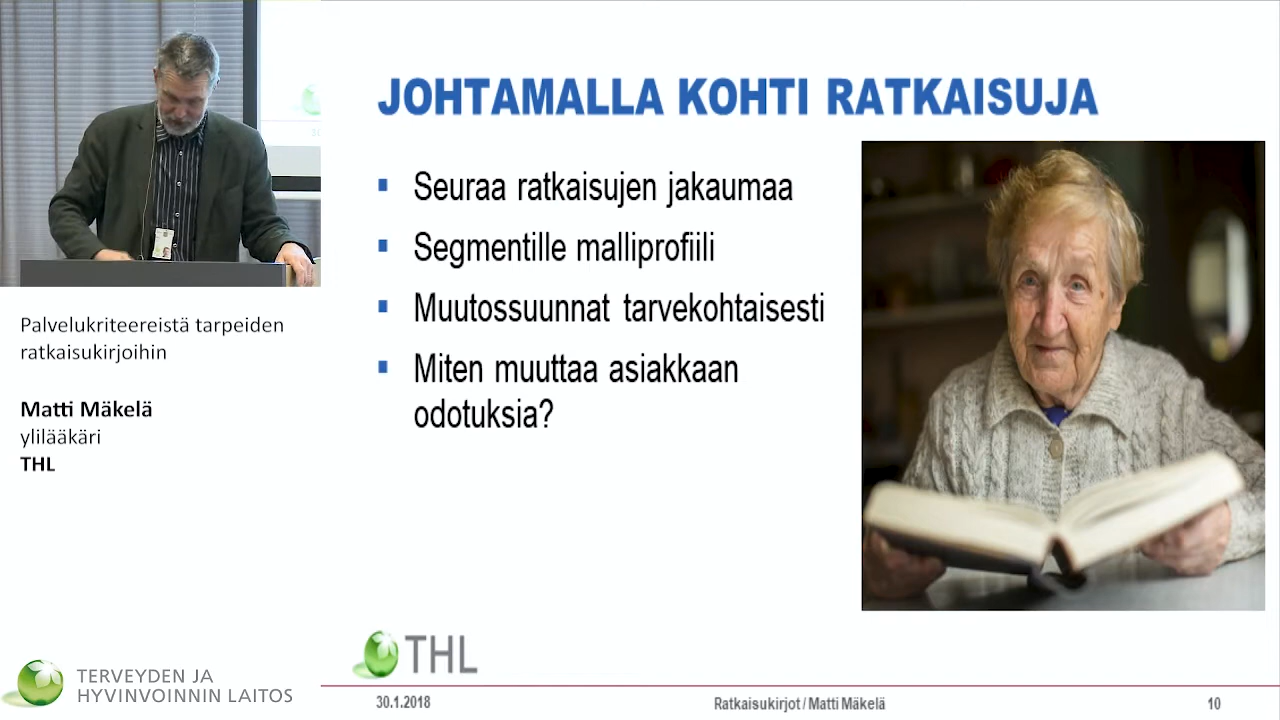 JOHTAMALLA KOHTI RATKAISUJA
Seuraa ratkaisujen jakaumaa
Segmentille malliprofiili
Muutossuunnat tarvekohtaisesti
Miten muuttaa asiakkaan
odotuksia?
Palvelukriteereistä tarpeiden
ratkaisukirjoihin
Matti Mäkelä
ylilääkäri
THL
TERVEYDEN JA
HYVINVOINNIN LAITOS
THL
30.1.2018
Ratkaisukirjot / Matti Mäkelä
10